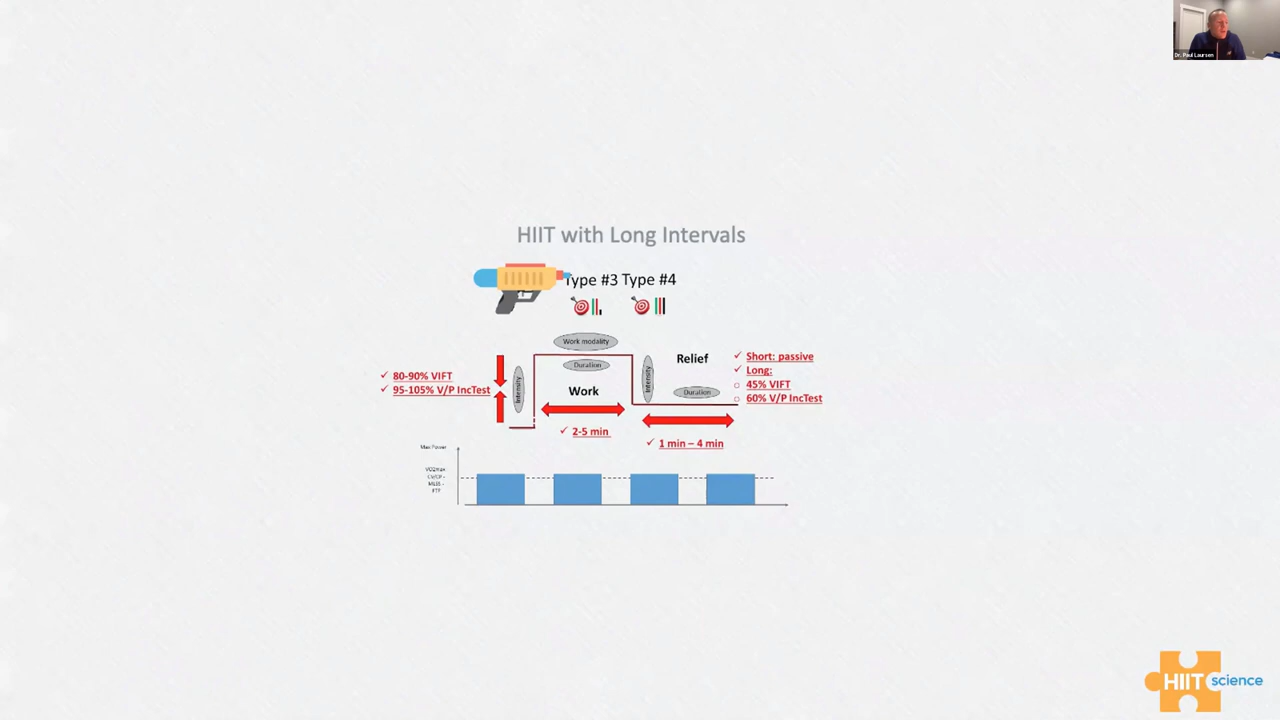 Dr. Paul Laursen
HIIT with Long Intervals
Type #3 Type #4
Work modality
Duration
Work
Intensity
Intensity
Relief
Duration
✓ 80-90% VIFT
✓ 95-105% V/P IncTest
✓ Short: passive
✓ Long:
○ 45% VIFT
○ 60% V/P IncTest
✓ 2-5 min
✓ 1 min – 4 min
Max Power
VO2max
CV/CP -
MLSS -
FTP
HIIT science